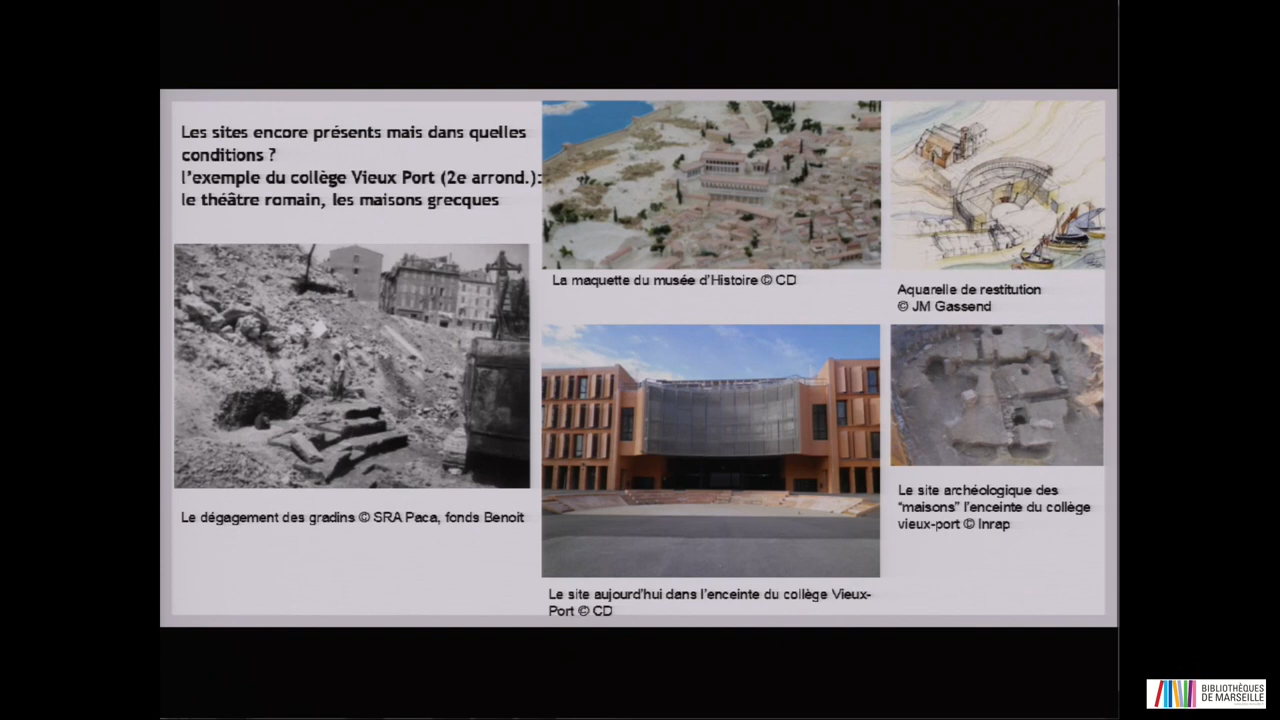 Les sites encore présents mais dans quelles
conditions ?
l'exemple du collège Vieux Port (2e arrond.):
le théâtre romain, les maisons grecques
Le dégagement des gradins © SRA Paca, fonds Benoit
La maquette du musée d'Histoire © CD
Aquarelle de restitution
© JM Gassend
Le site aujourd'hui dans l'enceinte du collège Vieux-
Port © CD
Le site archéologique des
"maisons" l'enceinte du collège
vieux-port © Inrap
BIBLIOTHÈQUES
DE MARSEILLE